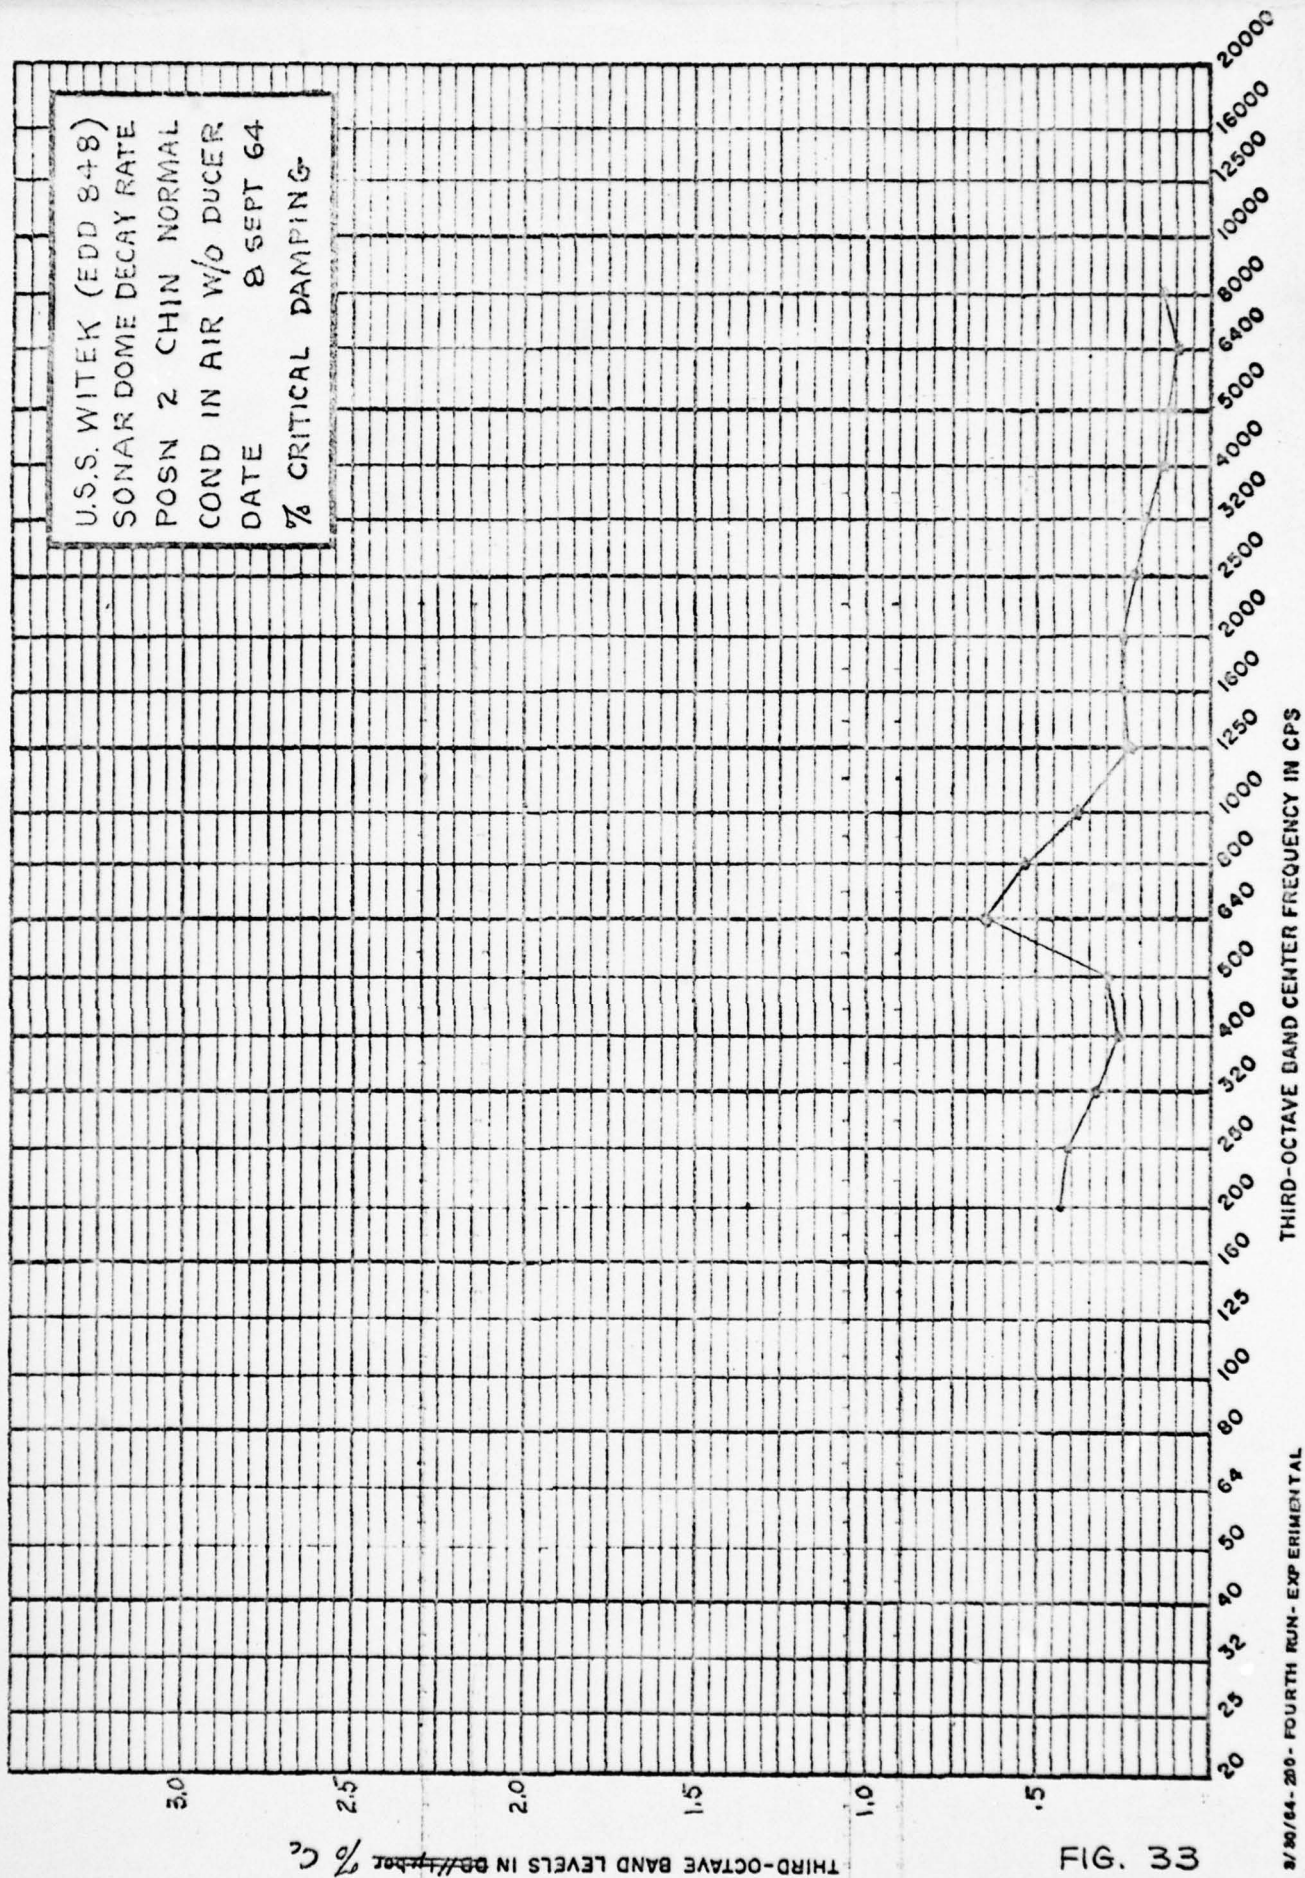 U.S.S. WITEK (EDD 848)
SONAR DOME DECAY RATE
POSN 2 CHIN NORMAL
COND IN AIR W/O DUCER
DATE 8 SEPT 64
% CRITICAL DAMPING
THIRD-OCTAVE BAND LEVELS IN % Cc
3.0
2.5
2.0
1.5
1.0
.5
20 25 32 40 50 64 80 100 125 160 200 250 320 400 500 640 800 1000 1250 1600 2000 2500 3200 4000 5000 6400 8000 10000 12500 16000 20000
THIRD-OCTAVE BAND CENTER FREQUENCY IN CPS
FIG. 33
3/30/64-200-FOURTH RUN-EXPERIMENTAL